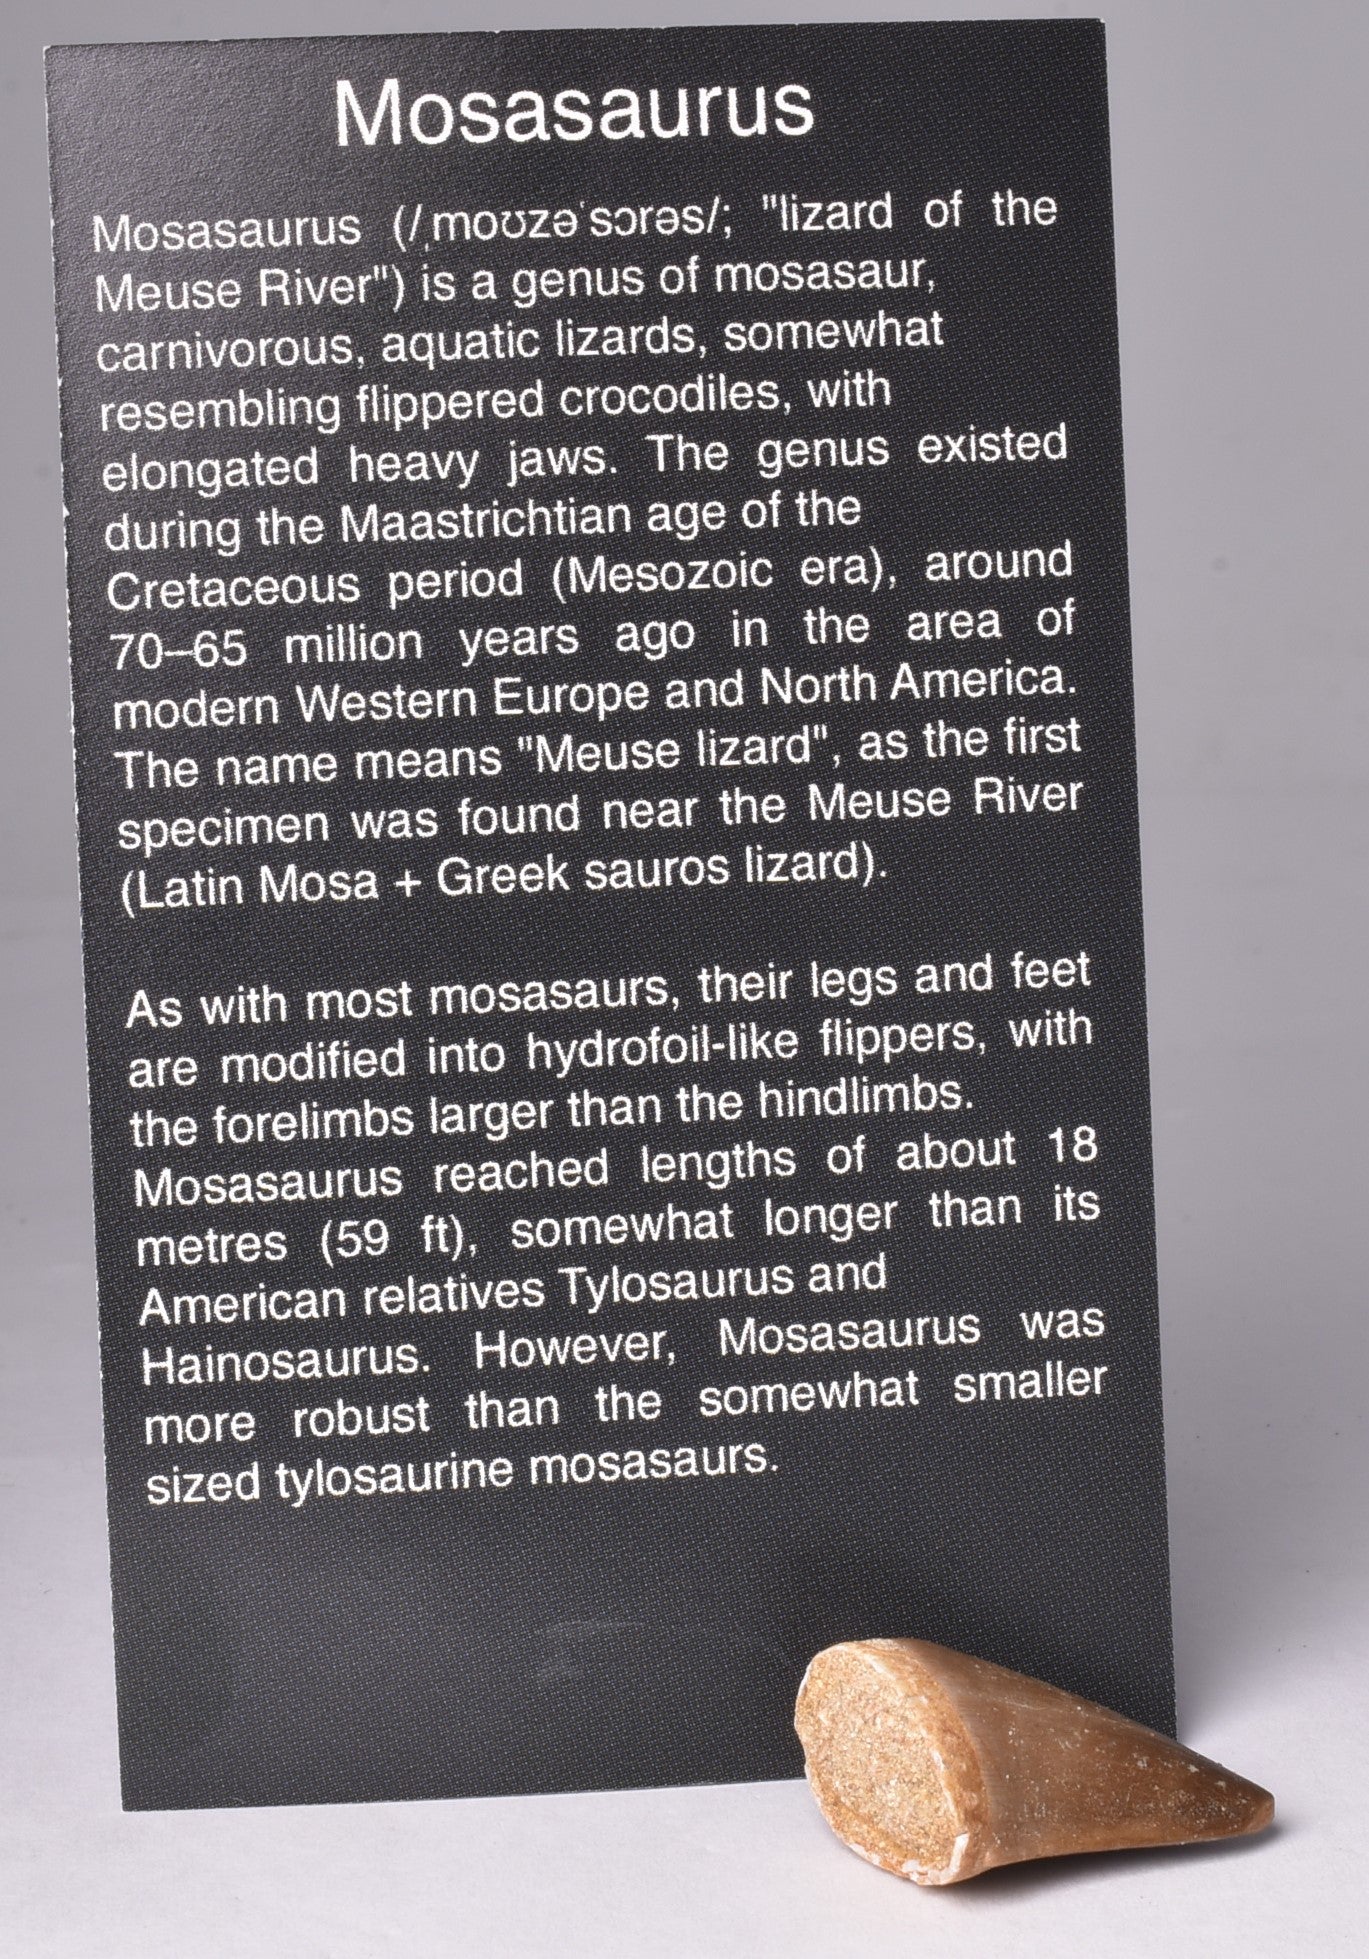 Mosasaurus
Mosasaurus (/ˌmoʊzəˈsɔrəs/; "lizard of the
Meuse River") is a genus of mosasaur,
carnivorous, aquatic lizards, somewhat
resembling flippered crocodiles, with
elongated heavy jaws. The genus existed
during the Maastrichtian age of the
Cretaceous period (Mesozoic era), around
70–65 million years ago in the area of
modern Western Europe and North America.
The name means "Meuse lizard", as the first
specimen was found near the Meuse River
(Latin Mosa + Greek sauros lizard).
As with most mosasaurs, their legs and feet
are modified into hydrofoil-like flippers, with
the forelimbs larger than the hindlimbs.
Mosasaurus reached lengths of about 18
metres (59 ft), somewhat longer than its
American relatives Tylosaurus and
Hainosaurus. However, Mosasaurus was
more robust than the somewhat smaller
sized tylosaurine mosasaurs.